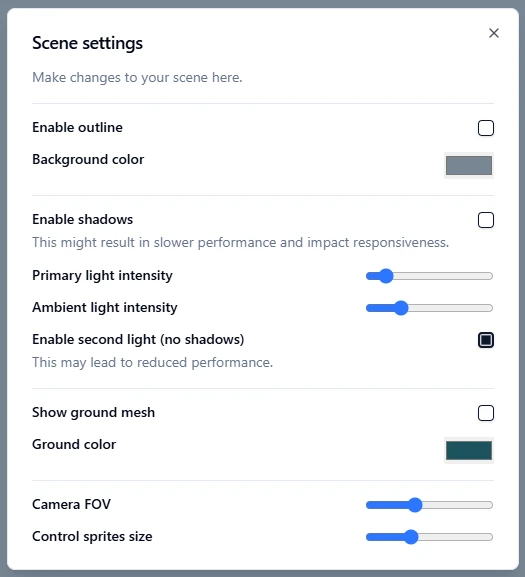 Scene settings
Make changes to your scene here.
Enable outline
Background color
Enable shadows
This might result in slower performance and impact responsiveness.
Primary light intensity
Ambient light intensity
Enable second light (no shadows)
This may lead to reduced performance.
Show ground mesh
Ground color
Camera FOV
Control sprites size